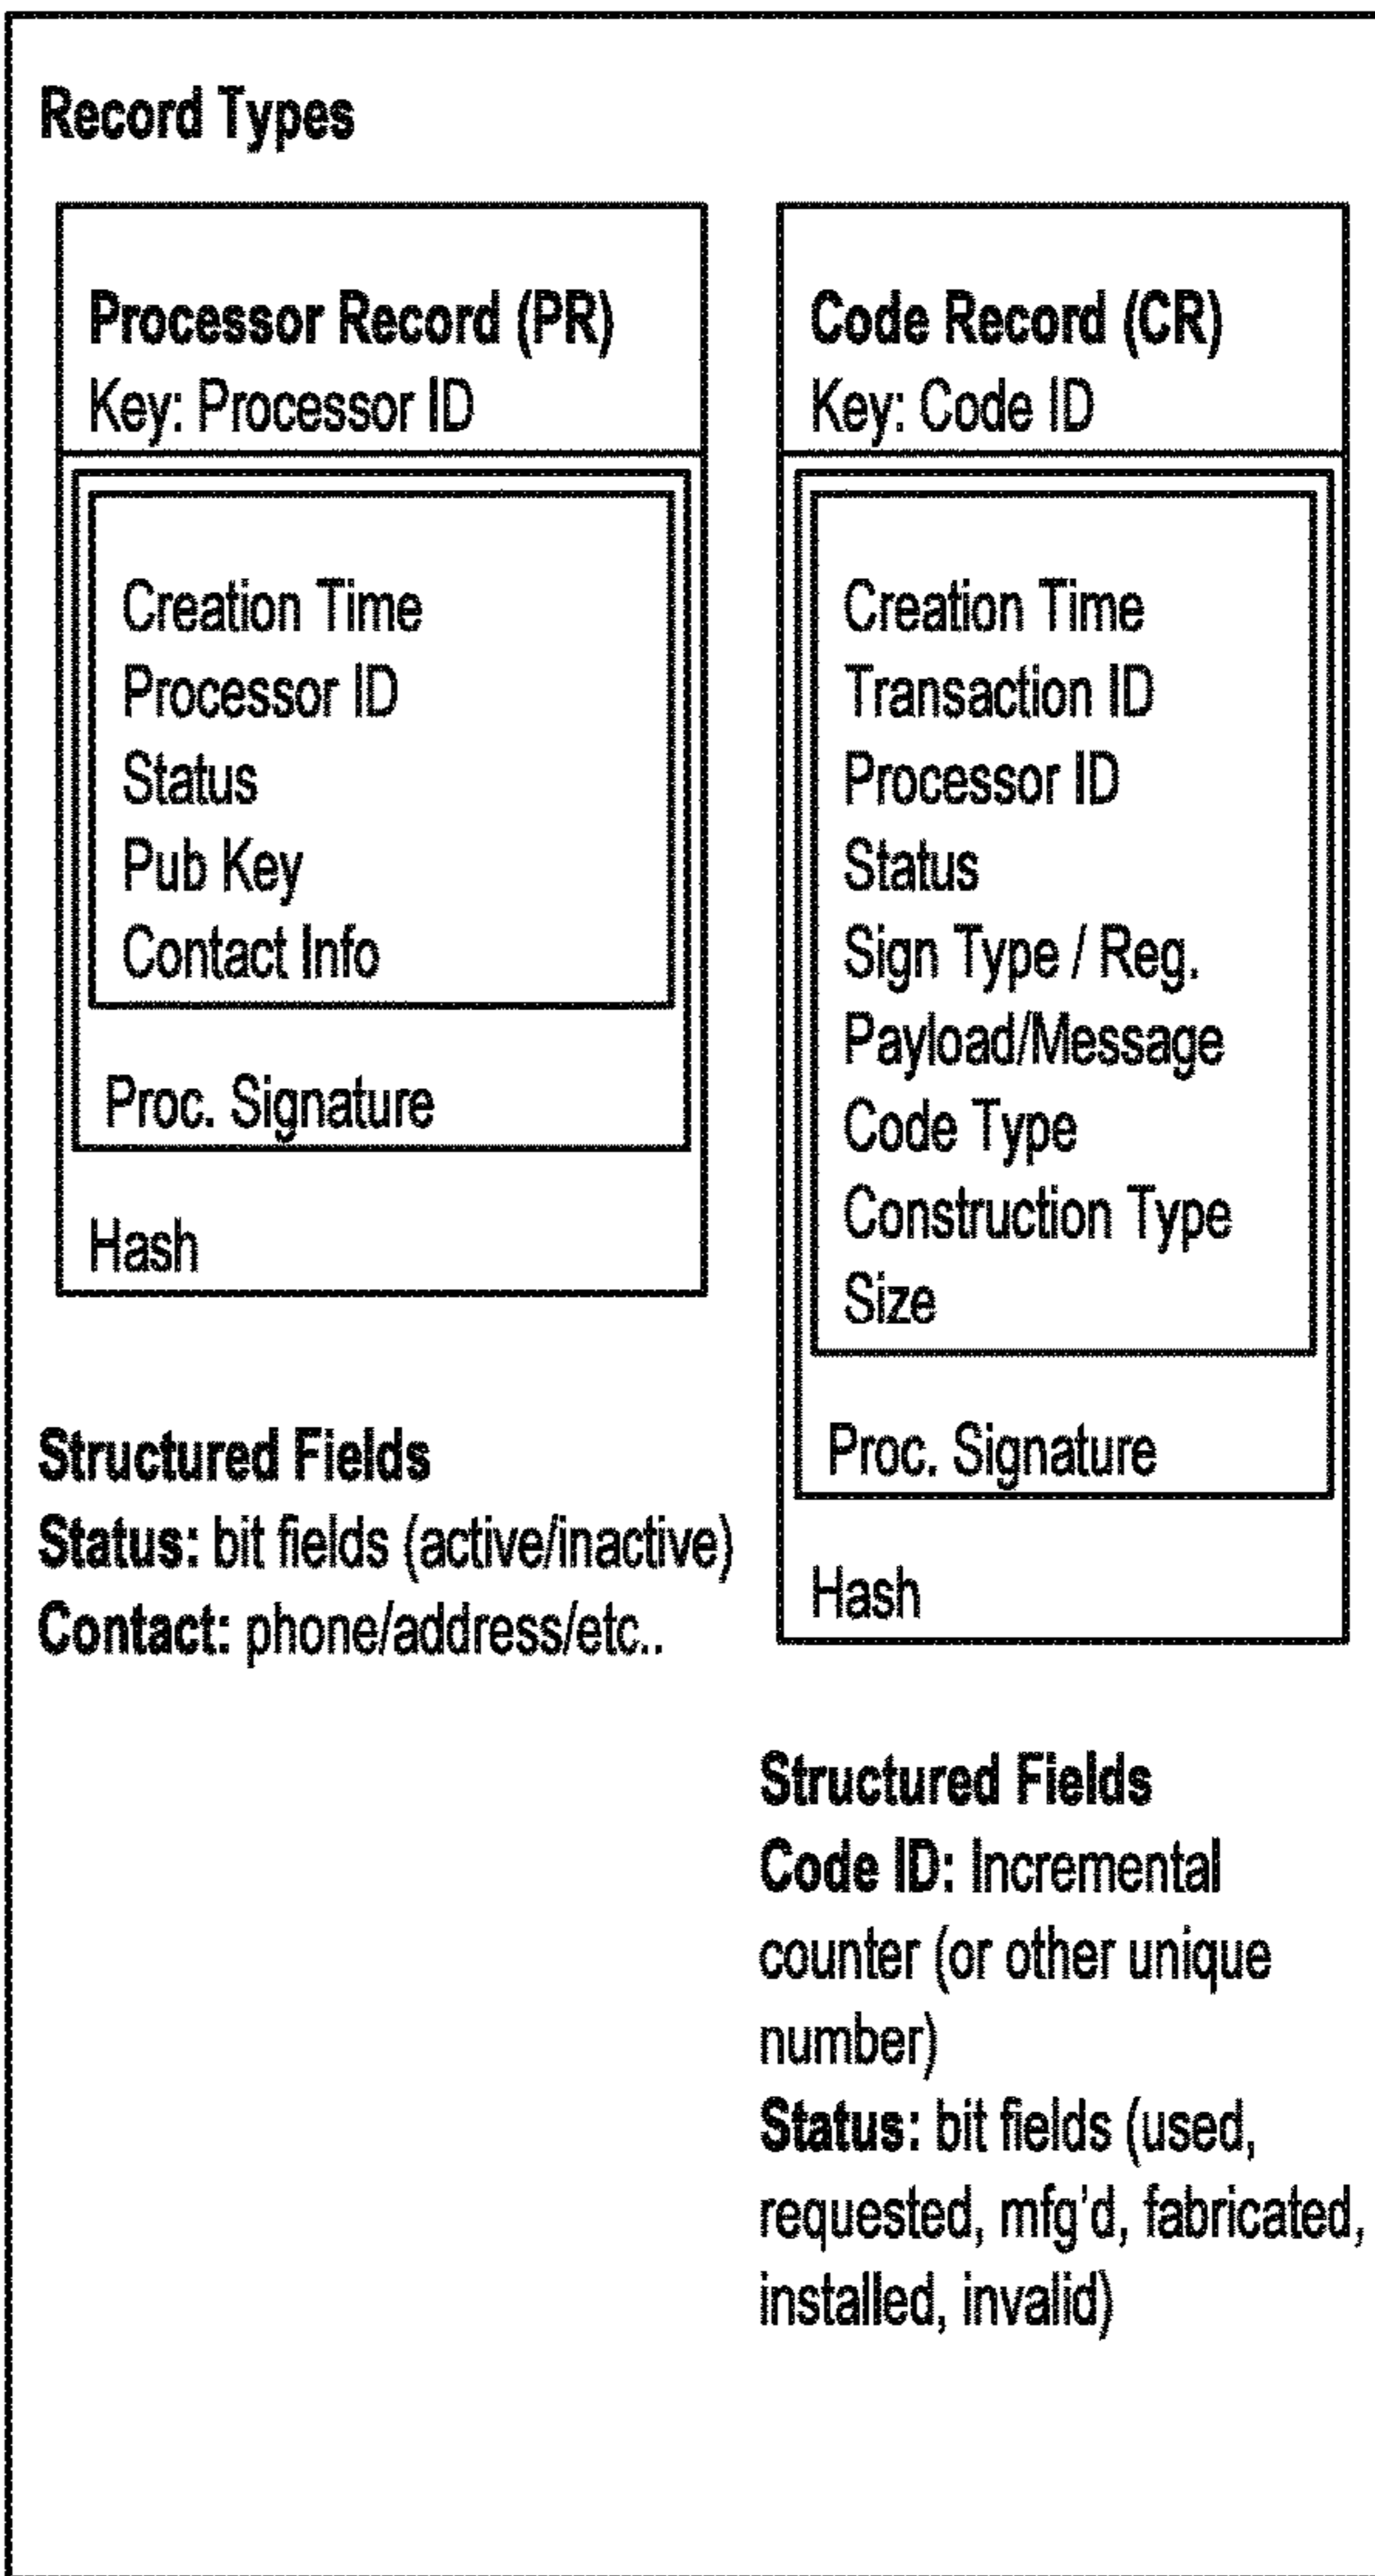 Record Types
Processor Record (PR)
Key: Processor ID
Creation Time
Processor ID
Status
Pub Key
Contact Info
Proc. Signature
Hash
Structured Fields
Status: bit fields (active/inactive)
Contact: phone/address/etc..
Code Record (CR)
Key: Code ID
Creation Time
Transaction ID
Processor ID
Status
Sign Type / Reg.
Payload/Message
Code Type
Construction Type
Size
Proc. Signature
Hash
Structured Fields
Code ID: Incremental
counter (or other unique
number)
Status: bit fields (used,
requested, mfg'd, fabricated,
installed, invalid)